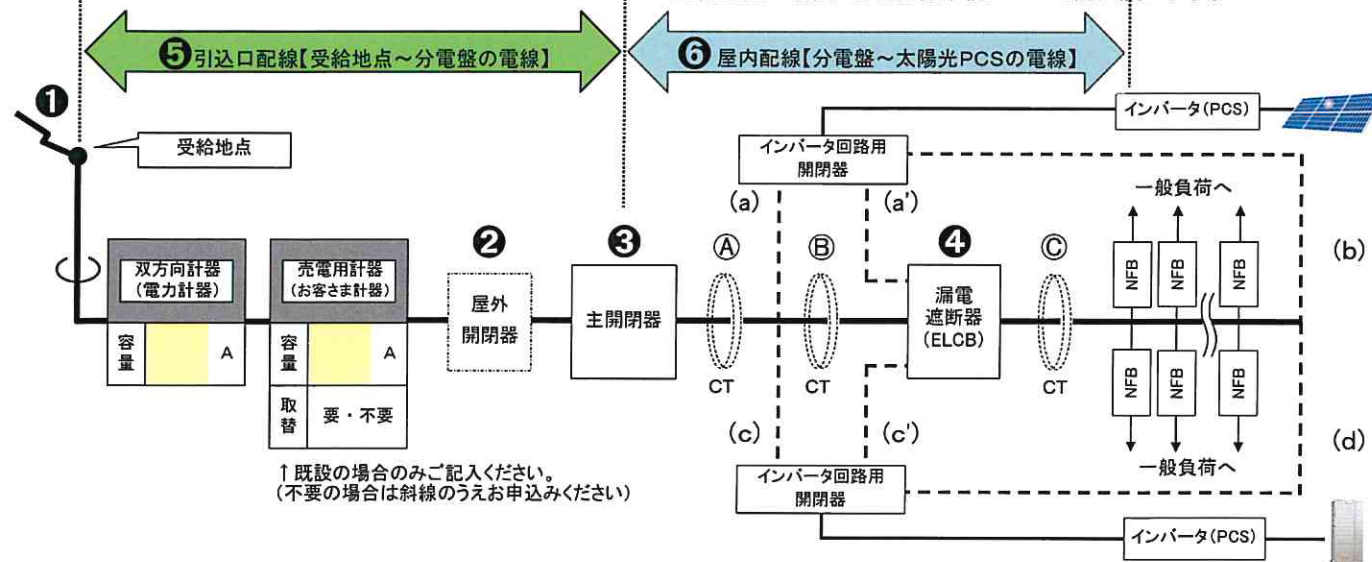 ❺引込口配線【受給地点～分電盤の電線】
❻屋内配線【分電盤～太陽光PCSの電線】
❶
受給地点
インバータ(PCS)
インバータ回路用
開閉器
(a)
(a')
一般負荷へ
双方向計器
(電力計器)
容量
A
売電用計器
(お客さま計器)
容量
A
取替
要・不要
❷
屋外
開閉器
❸
主開閉器
Ⓐ
CT
Ⓑ
CT
❹
漏電
遮断器
(ELCB)
Ⓒ
CT
NFB
NFB
NFB
NFB
NFB
NFB
(b)
(c)
(c')
(d)
一般負荷へ
↑既設の場合のみご記入ください。
(不要の場合は斜線のうえお申込みください)
インバータ回路用
開閉器
インバータ(PCS)